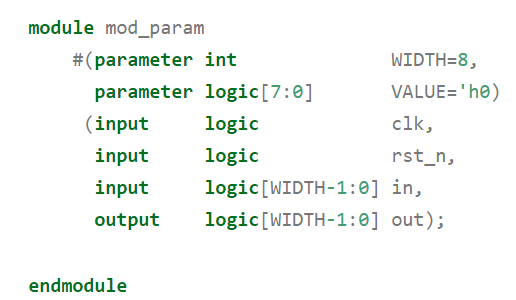 module mod_param
    #(parameter int              WIDTH=8,
      parameter logic[7:0]       VALUE='h0)
     (input     logic            clk,
      input     logic            rst_n,
      input     logic[WIDTH-1:0] in,
      output    logic[WIDTH-1:0] out);
endmodule